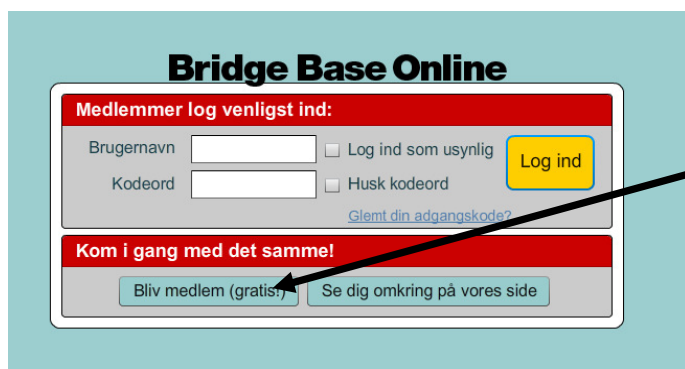 Bridge Base Online
Medlemmer log venligst ind:
Brugernavn Log ind som usynlig Log ind
Kodeord Husk kodeord
Glemt din adgangskode?
Kom i gang med det samme!
Bliv medlem (gratis!) Se dig omkring på vores side